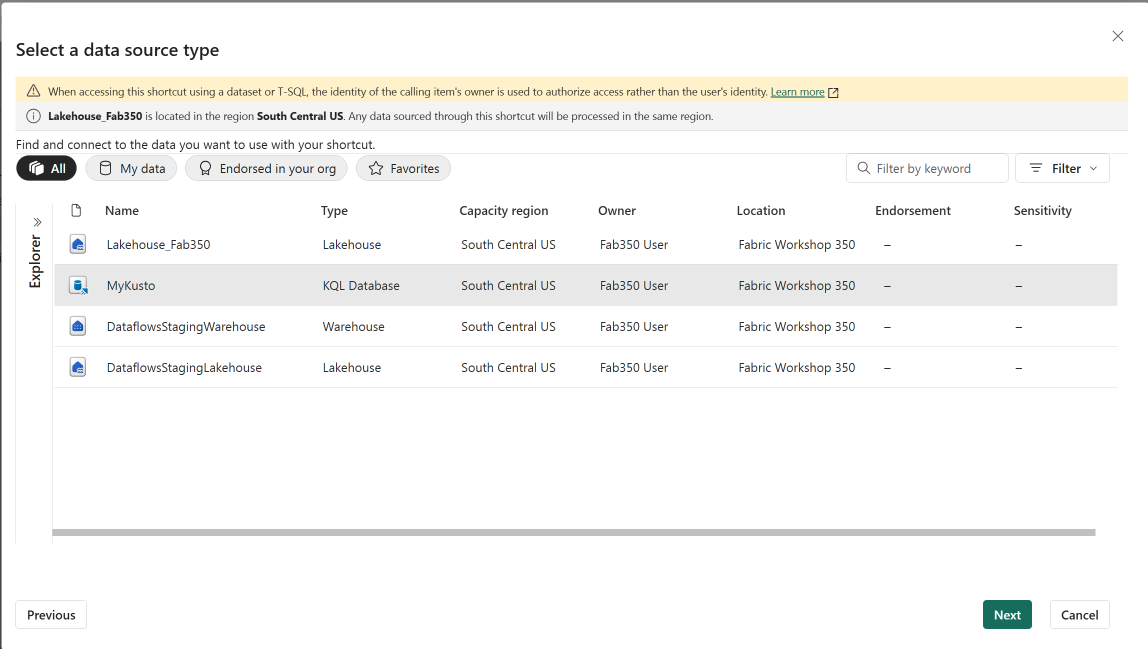 Select a data source type
When accessing this shortcut using a dataset or T-SQL, the identity of the calling item's owner is used to authorize access rather than the user's identity. Learn more
Lakehouse_Fab350 is located in the region South Central US. Any data sourced through this shortcut will be processed in the same region.
Find and connect to the data you want to use with your shortcut.
All My data Endorsed in your org Favorites Filter by keyword Filter
Explorer
Name Type Capacity region Owner Location Endorsement Sensitivity
Lakehouse_Fab350 Lakehouse South Central US Fab350 User Fabric Workshop 350 – –
MyKusto KQL Database South Central US Fab350 User Fabric Workshop 350 – –
DataflowsStagingWarehouse Warehouse South Central US Fab350 User Fabric Workshop 350 – –
DataflowsStagingLakehouse Lakehouse South Central US Fab350 User Fabric Workshop 350 – –
Previous Next Cancel